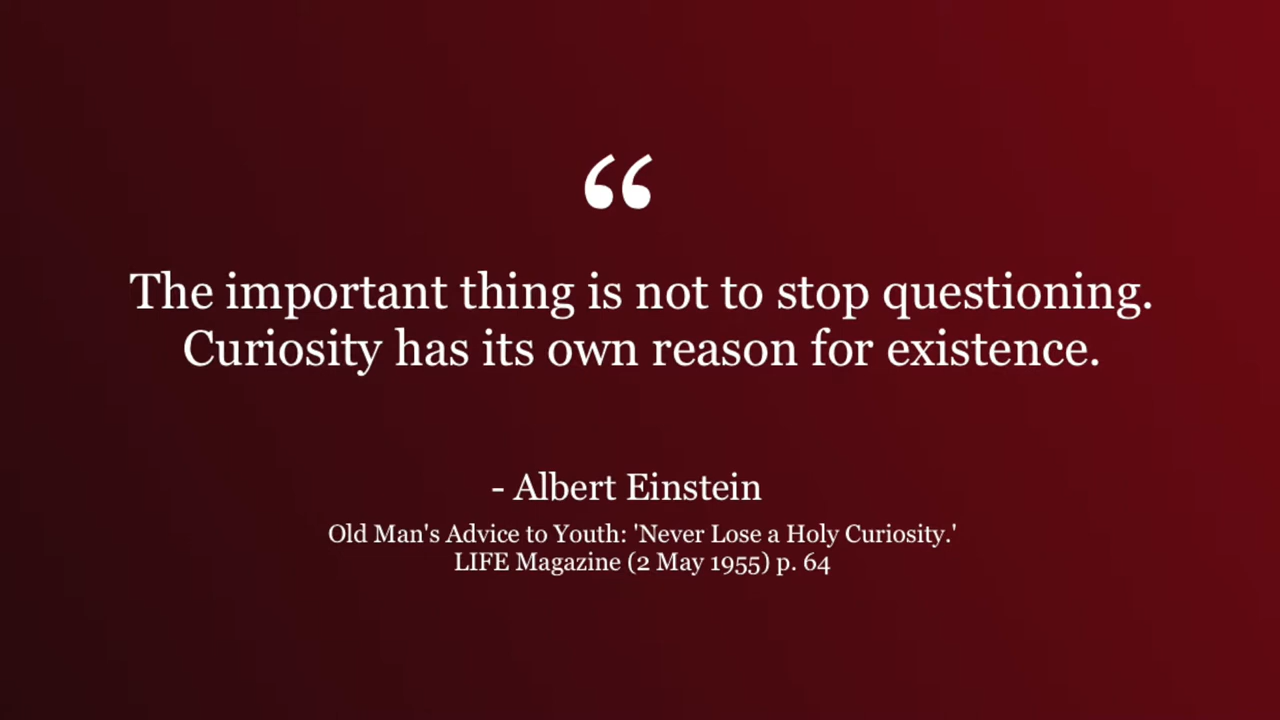 “
The important thing is not to stop questioning.
Curiosity has its own reason for existence.
- Albert Einstein
Old Man's Advice to Youth: 'Never Lose a Holy Curiosity.'
LIFE Magazine (2 May 1955) p. 64